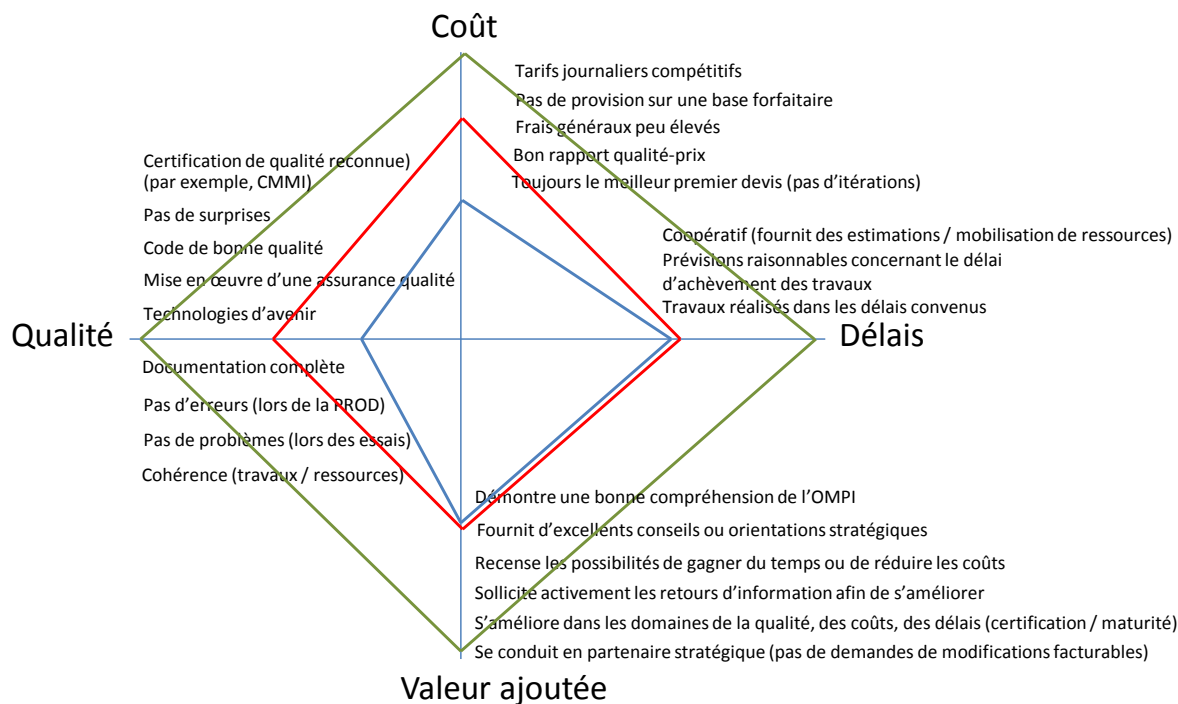 Coût
Tarifs journaliers compétitifs
Pas de provision sur une base forfaitaire
Frais généraux peu élevés
Bon rapport qualité-prix
Toujours le meilleur premier devis (pas d’itérations)
Certification de qualité reconnue)
(par exemple, CMMI)
Pas de surprises
Code de bonne qualité
Mise en œuvre d’une assurance qualité
Technologies d’avenir
Coopératif (fournit des estimations / mobilisation de ressources)
Prévisions raisonnables concernant le délai
d’achèvement des travaux
Travaux réalisés dans les délais convenus
Qualité
Délais
Documentation complète
Pas d’erreurs (lors de la PROD)
Pas de problèmes (lors des essais)
Cohérence (travaux / ressources)
Démontre une bonne compréhension de l’OMPI
Fournit d’excellents conseils ou orientations stratégiques
Recense les possibilités de gagner du temps ou de réduire les coûts
Sollicite activement les retours d’information afin de s’améliorer
S’améliore dans les domaines de la qualité, des coûts, des délais (certification / maturité)
Se conduit en partenaire stratégique (pas de demandes de modifications facturables)
Valeur ajoutée